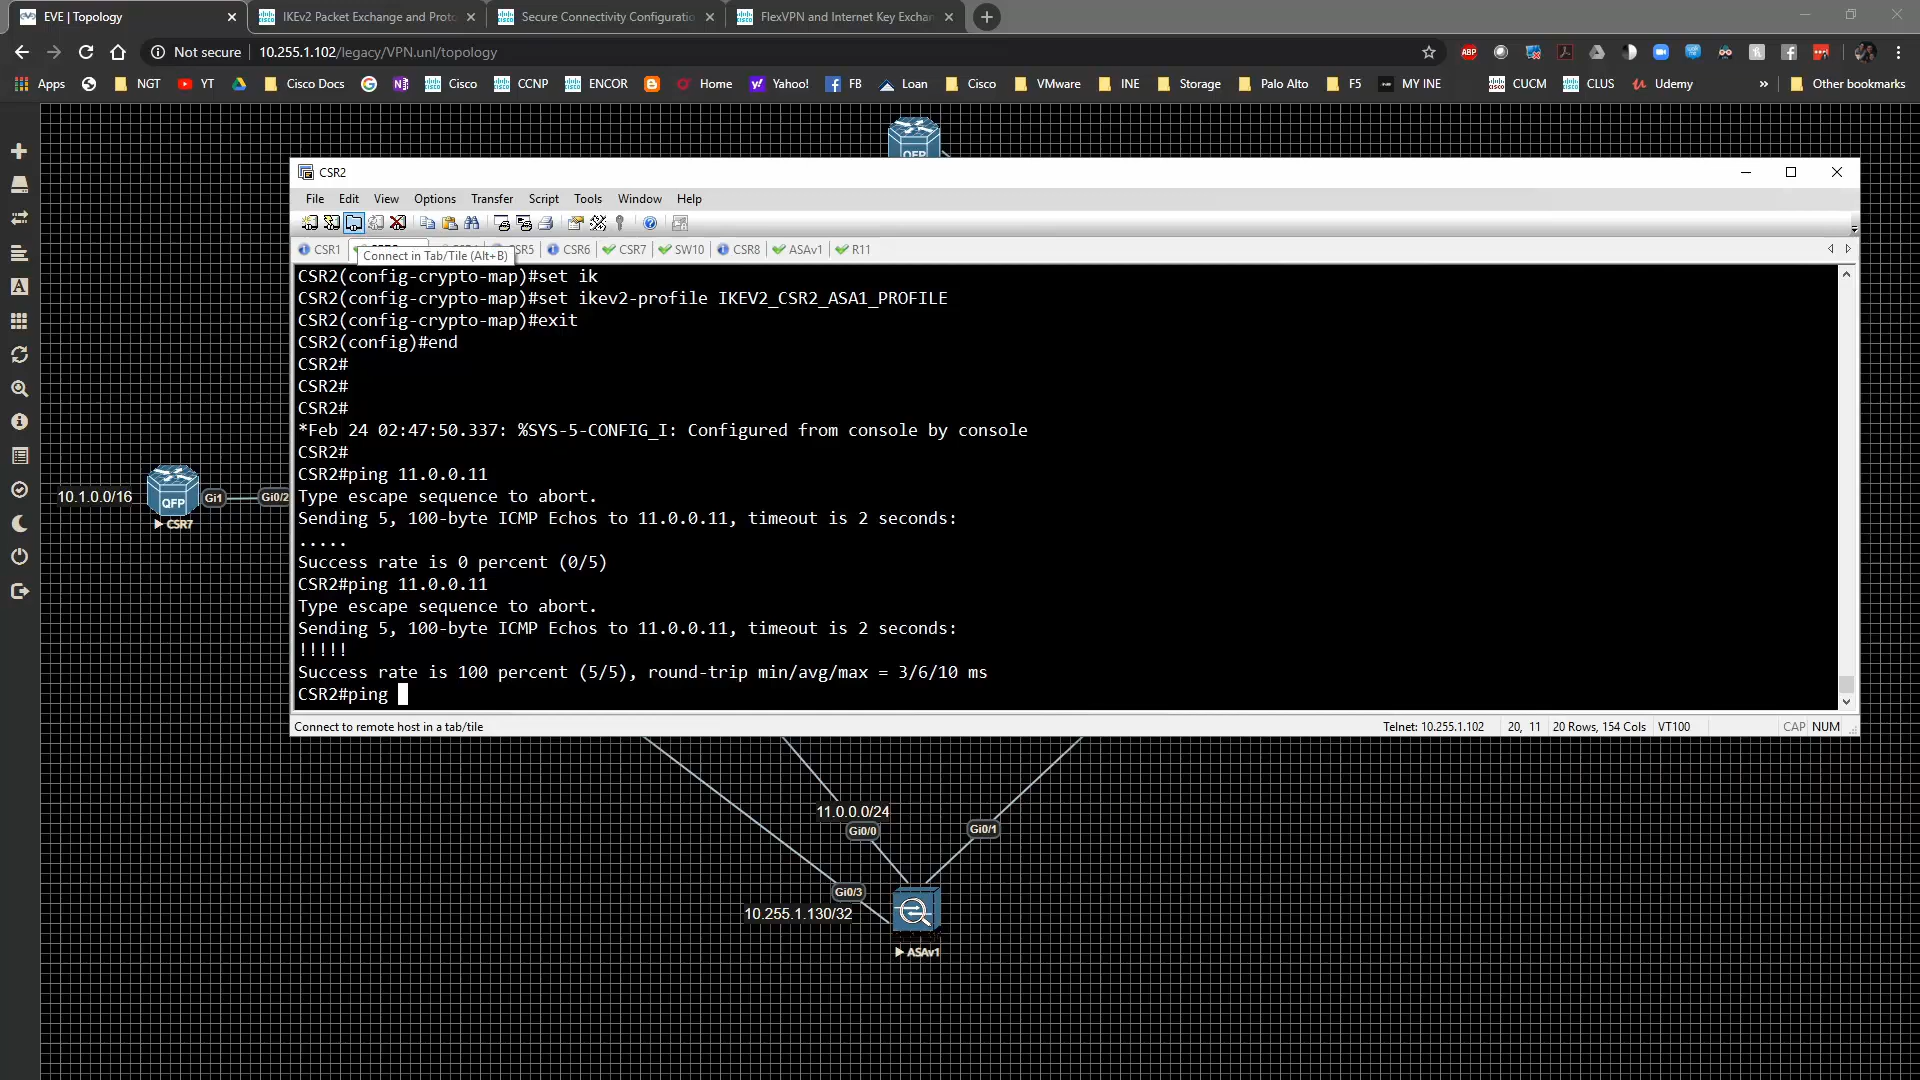 EVE | Topology
IKEv2 Packet Exchange and Proto
Secure Connectivity Configuratio
FlexVPN and Internet Key Exchan
Not secure
10.255.1.102/legacy/VPN.unl/topology
ABP
Apps
NGT
YT
Cisco Docs
Cisco
CCNP
ENCOR
Home
Yahoo!
FB
Loan
Cisco
VMware
INE
Storage
Palo Alto
F5
MY INE
CUCM
CLUS
Udemy
»
Other bookmarks
QFP
CSR2
File Edit View Options Transfer Script Tools Window Help
CSR1
CSR5
CSR6
CSR7
SW10
CSR8
ASAv1
R11
Connect in Tab/Tile (Alt+B)
CSR2(config-crypto-map)#set ik
CSR2(config-crypto-map)#set ikev2-profile IKEV2_CSR2_ASA1_PROFILE
CSR2(config-crypto-map)#exit
CSR2(config)#end
CSR2#
CSR2#
CSR2#
*Feb 24 02:47:50.337: %SYS-5-CONFIG_I: Configured from console by console
CSR2#
CSR2#ping 11.0.0.11
Type escape sequence to abort.
Sending 5, 100-byte ICMP Echos to 11.0.0.11, timeout is 2 seconds:
.....
Success rate is 0 percent (0/5)
CSR2#ping 11.0.0.11
Type escape sequence to abort.
Sending 5, 100-byte ICMP Echos to 11.0.0.11, timeout is 2 seconds:
!!!!!
Success rate is 100 percent (5/5), round-trip min/avg/max = 3/6/10 ms
CSR2#ping
Connect to remote host in a tab/tile
Telnet: 10.255.1.102
20, 11
20 Rows, 154 Cols
VT100
CAP NUM
10.1.0.0/16
QFP
Gi1
Gi0/2
CSR7
11.0.0.0/24
Gi0/0
Gi0/1
Gi0/3
10.255.1.130/32
ASAv1